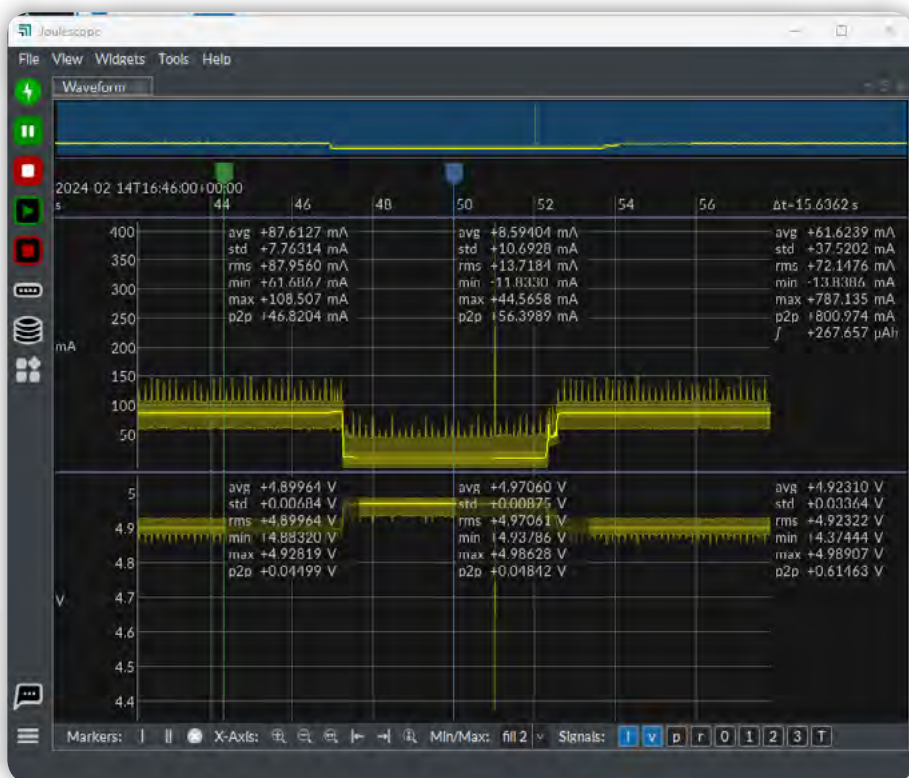 Joulescope
File View Widgets Tools Help
Waveform
2024-02-14T16:46:00+00:00
s 44 46 48 50 52 54 56 Δt=15.6362 s
400 avg +87.6127 mA avg +8.59404 mA avg +61.6239 mA
350 std +7.76314 mA std +10.6928 mA std +37.5202 mA
rms +87.9560 mA rms +13.7184 mA rms +72.1476 mA
300 min +61.6867 mA min -11.8330 mA min -13.8386 mA
max +108.507 mA max +44.5658 mA max +787.135 mA
250 p2p +46.8204 mA p2p +56.3989 mA p2p +800.974 mA
∫ +267.657 µAh
mA 200
150
100
50
5 avg +4.89964 V avg +4.97060 V avg +4.92310 V
std +0.00684 V std +0.00875 V std +0.03364 V
4.9 rms +4.89964 V rms +4.97061 V rms +4.92322 V
min +4.88320 V min +4.93786 V min +4.37444 V
4.8 max +4.92819 V max +4.98628 V max +4.98907 V
p2p +0.04499 V p2p +0.04842 V p2p +0.61463 V
4.7
V
4.6
4.5
4.4
Markers: X-Axis: Min/Max: fill 2 Signals: i v p r 0 1 2 3 T